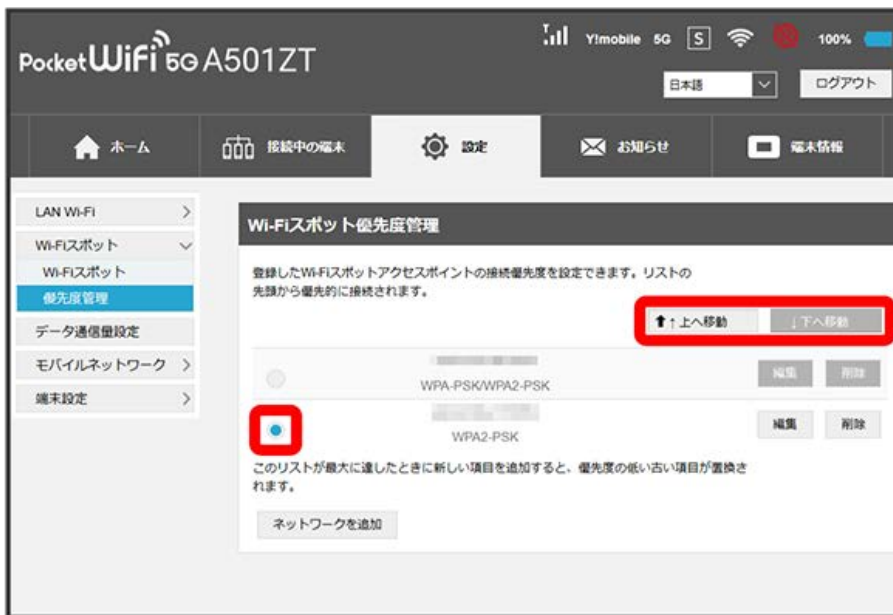 Pocket WiFi 5G A501ZT
Y!mobile 5G S 100%
日本語
ログアウト
ホーム
接続中の端末
設定
お知らせ
端末情報
LAN Wi-Fi
Wi-Fiスポット
Wi-Fiスポット
優先度管理
データ通信量設定
モバイルネットワーク
端末設定
Wi-Fiスポット優先度管理
登録したWi-Fiスポットアクセスポイントの接続優先度を設定できます。リストの
先頭から優先的に接続されます。
↑上へ移動
↓下へ移動
WPA-PSK/WPA2-PSK
編集
削除
WPA2-PSK
編集
削除
このリストが最大に達したときに新しい項目を追加すると、優先度の低い古い項目が置換さ
れます。
ネットワークを追加